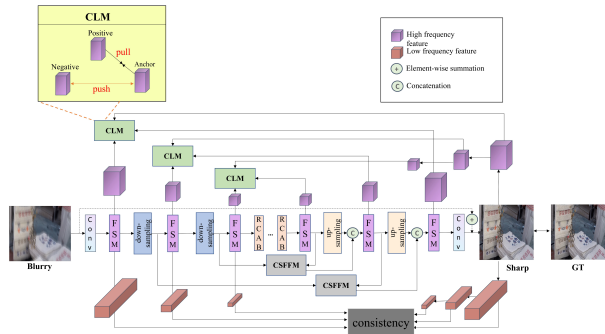 CLM
Positive
pull
Negative
Anchor
push
High frequency
feature
Low frequency feature
+ Element-wise summation
C Concatenation
CLM
CLM
CLM
Conv
FSM
down-
sampling
FSM
down-
sampling
FSM
RCAB
...
RCAB
FSM
up-
sampling
C
FSM
up-
sampling
C
FSM
Conv
+
CSFFM
CSFFM
Blurry
Sharp
GT
consistency